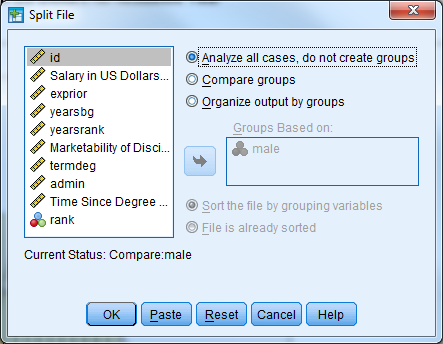 Split File
id
Salary in US Dollars...
exprior
yearsbg
yearsrank
Marketability of Disci...
termdeg
admin
Time Since Degree ...
rank
Analyze all cases, do not create groups
Compare groups
Organize output by groups
Groups Based on:
male
Sort the file by grouping variables
File is already sorted
Current Status: Compare:male
OK
Paste
Reset
Cancel
Help